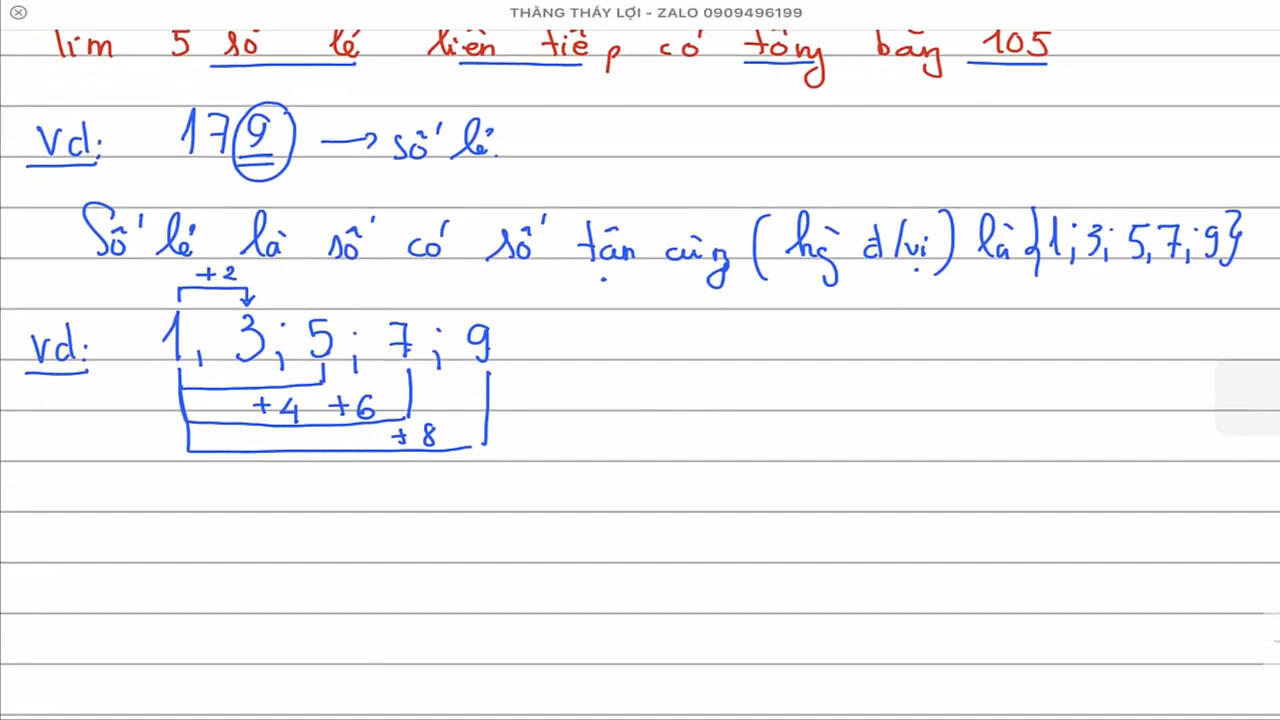 THẰNG THẦY LỢI - ZALO 0909496199
Tìm 5 số lẻ liên tiếp có tổng bằng 105
Vd: 179 → số lẻ.
Số lẻ là số có số tận cùng (hg đ/vị) là {1; 3; 5, 7; 9}
+2
Vd: 1, 3; 5; 7; 9
+4 +6
+8